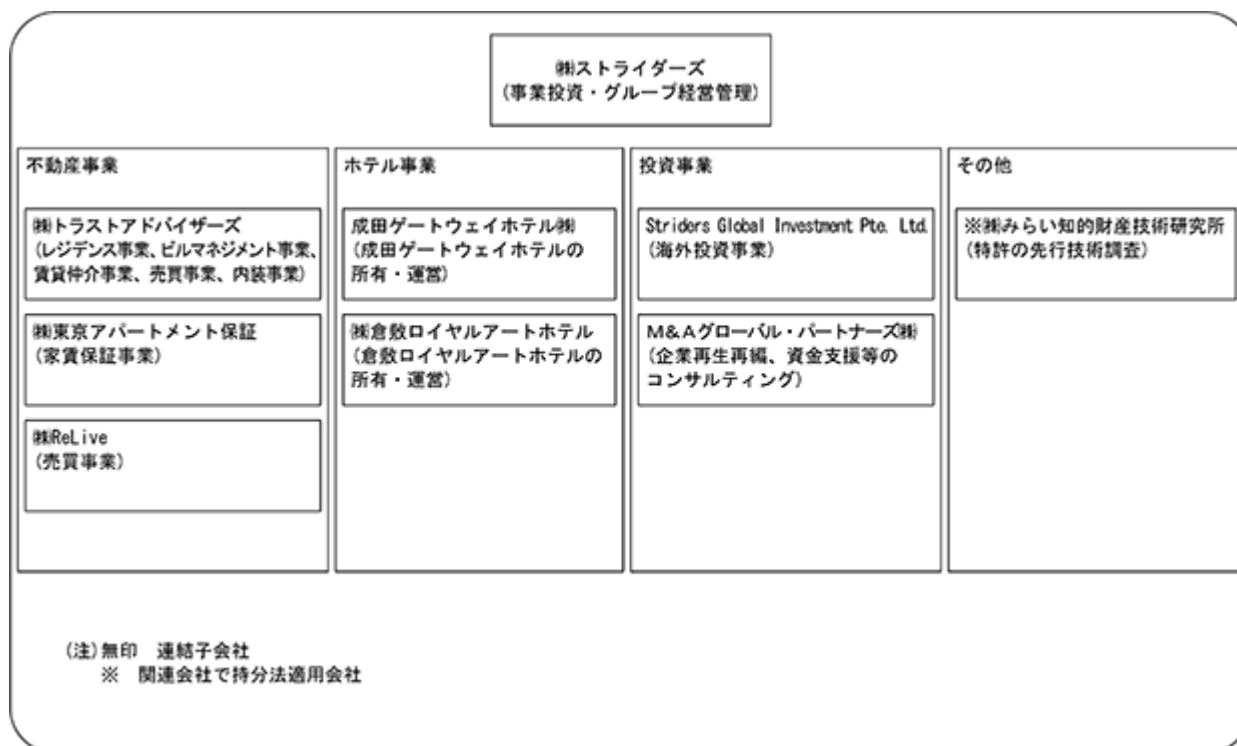 ㈱ストライダーズ
(事業投資・グループ経営管理)
不動産事業
㈱トラストアドバイザーズ
(レジデンス事業、ビルマネジメント事業、
賃貸仲介事業、売買事業、内装事業)
㈱東京アパートメント保証
(家賃保証事業)
㈱ReLive
(売買事業)
ホテル事業
成田ゲートウェイホテル㈱
(成田ゲートウェイホテルの
所有・運営)
㈱倉敷ロイヤルアートホテル
(倉敷ロイヤルアートホテルの
所有・運営)
投資事業
Striders Global Investment Pte. Ltd.
(海外投資事業)
M&Aグローバル・パートナーズ㈱
(企業再生再編、資金支援等の
コンサルティング)
その他
※㈱みらい知的財産技術研究所
(特許の先行技術調査)
(注)無印 連結子会社
※ 関連会社で持分法適用会社